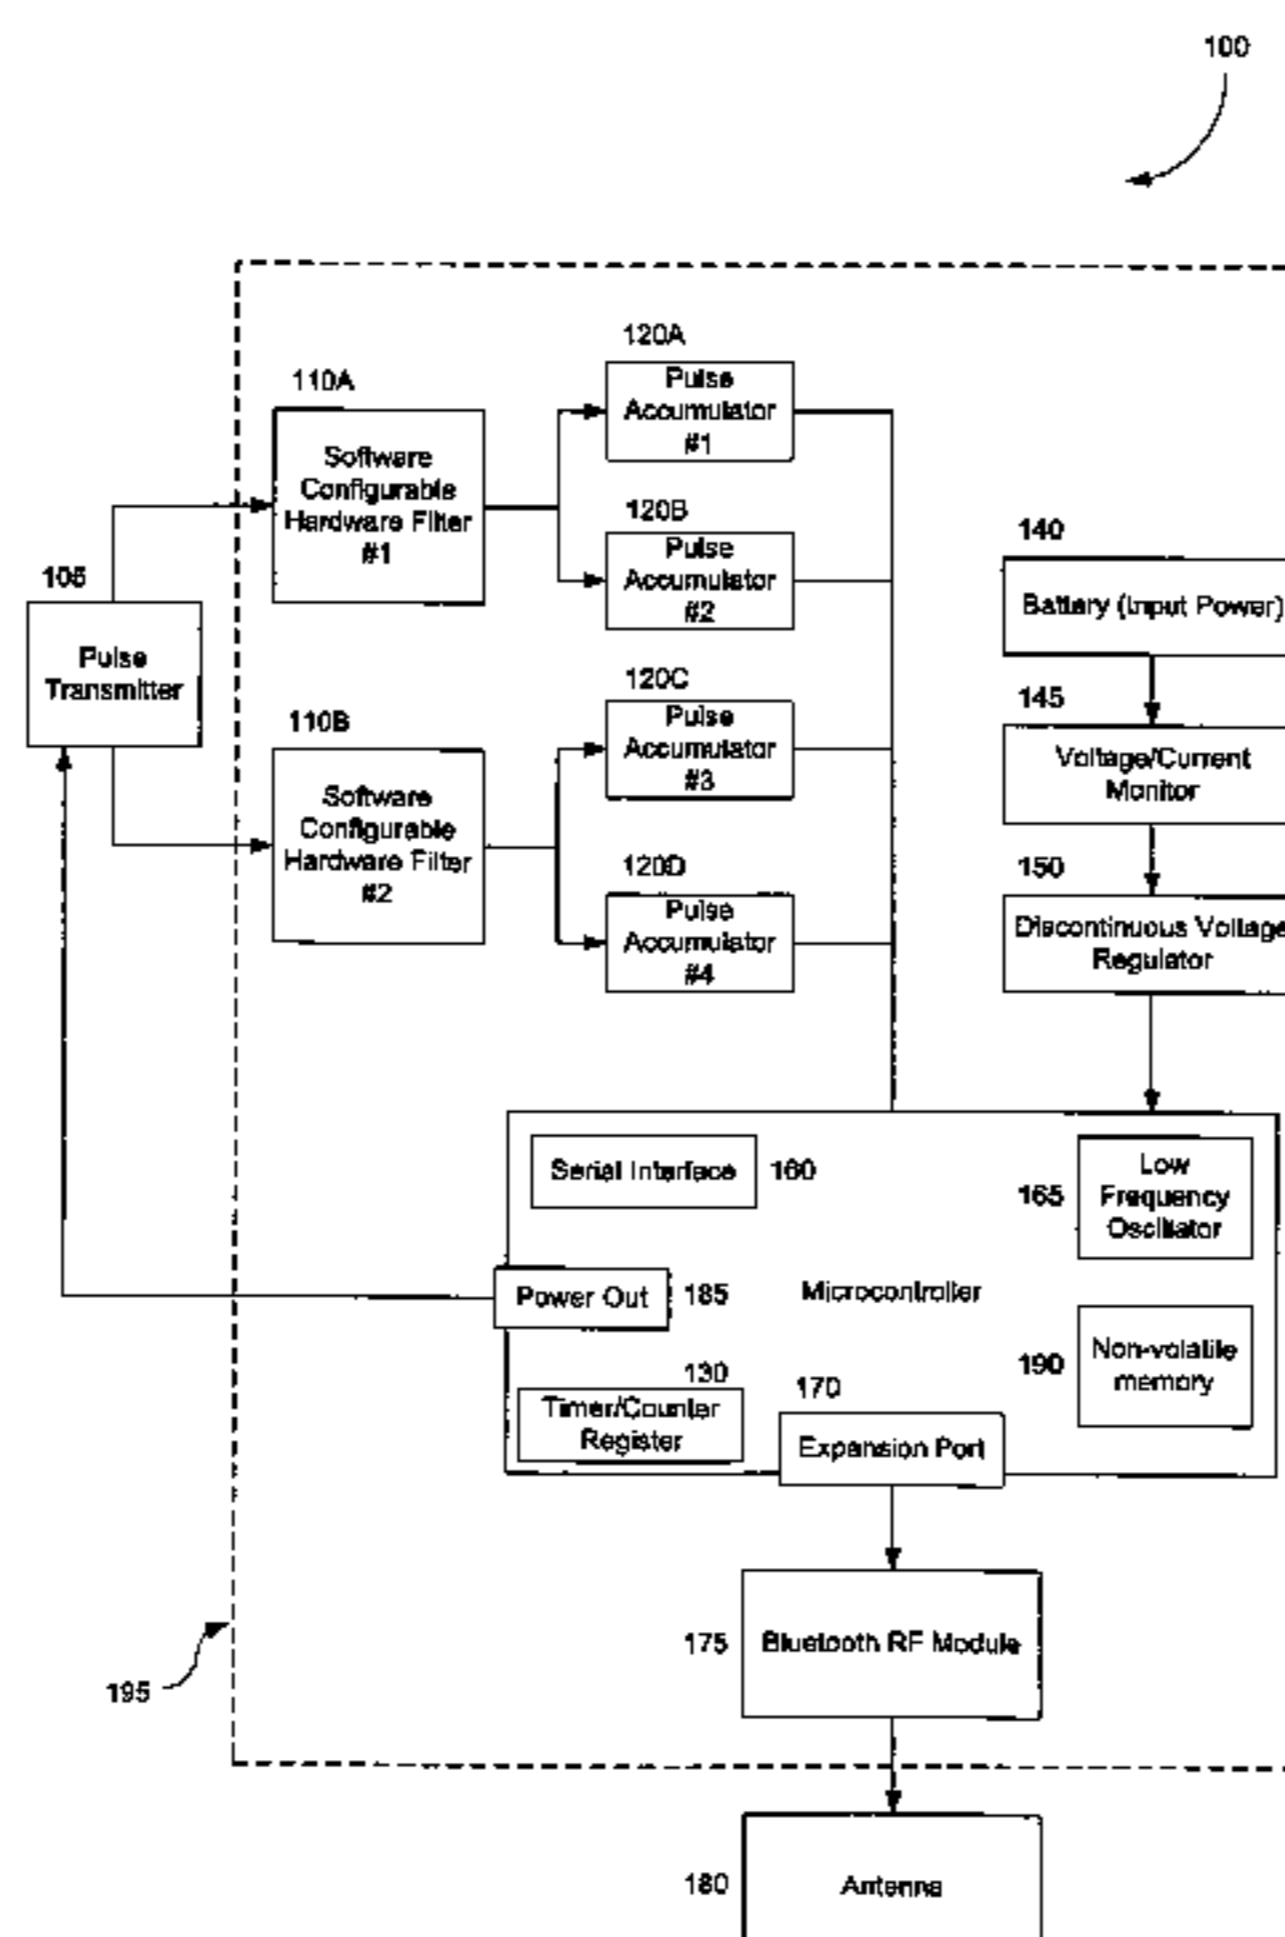 100
120A
Pulse
Accumulator
#1
110A
Software
Configurable
Hardware Filter
#1
120B
Pulse
Accumulator
#2
140
Battery (Input Power)
105
Pulse
Transmitter
120C
Pulse
Accumulator
#3
145
Voltage/Current
Monitor
110B
Software
Configurable
Hardware Filter
#2
120D
Pulse
Accumulator
#4
150
Discontinuous Voltage
Regulator
Serial Interface
160
165
Low
Frequency
Oscillator
Power Out
185
Microcontroller
190
Non-volatile
memory
130
Timer/Counter
Register
170
Expansion Port
175
Bluetooth RF Module
195
180
Antenna